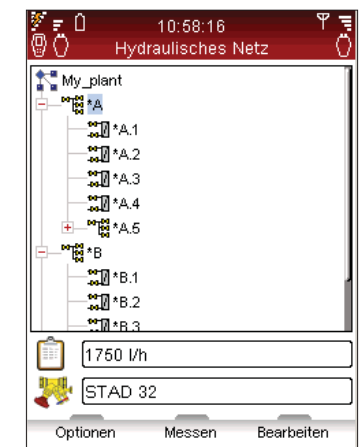 10:58:16
Hydraulisches Netz
My_plant
*A
*A.1
*A.2
*A.3
*A.4
*A.5
*B
*B.1
*B.2
*B.3
1750 l/h
STAD 32
Optionen Messen Bearbeiten